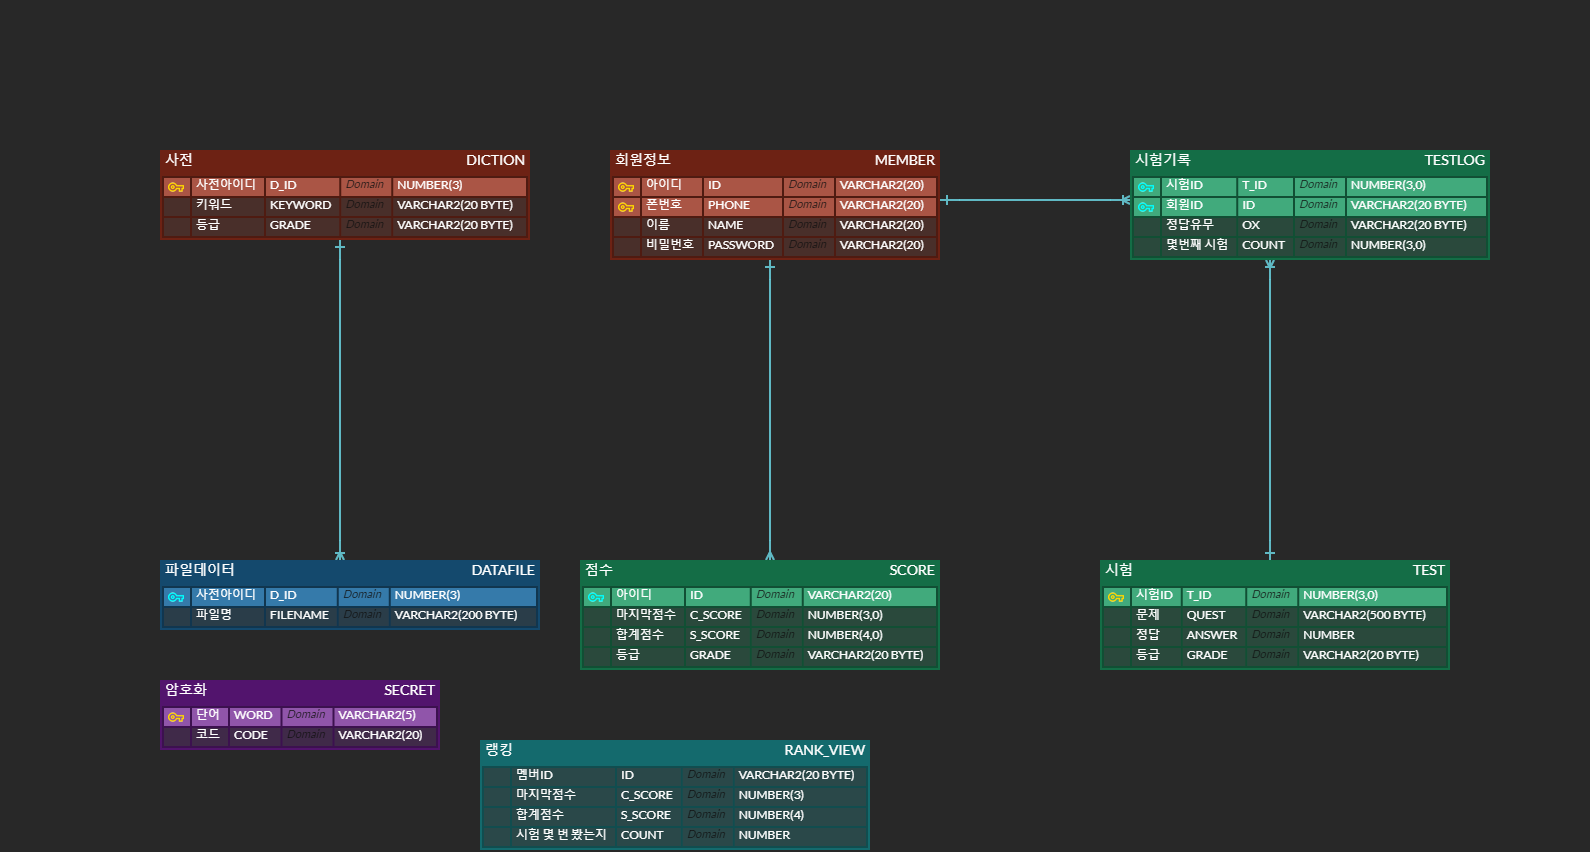 사전 DICTION
사전아이디 D_ID Domain NUMBER(3)
키워드 KEYWORD Domain VARCHAR2(20 BYTE)
등급 GRADE Domain VARCHAR2(20 BYTE)
회원정보 MEMBER
아이디 ID Domain VARCHAR2(20)
폰번호 PHONE Domain VARCHAR2(20)
이름 NAME Domain VARCHAR2(20)
비밀번호 PASSWORD Domain VARCHAR2(20)
시험기록 TESTLOG
시험ID T_ID Domain NUMBER(3,0)
회원ID ID Domain VARCHAR2(20 BYTE)
정답유무 OX Domain VARCHAR2(20 BYTE)
몇번째 시험 COUNT Domain NUMBER(3,0)
파일데이터 DATAFILE
사전아이디 D_ID Domain NUMBER(3)
파일명 FILENAME Domain VARCHAR2(200 BYTE)
점수 SCORE
아이디 ID Domain VARCHAR2(20)
마지막점수 C_SCORE Domain NUMBER(3,0)
합계점수 S_SCORE Domain NUMBER(4,0)
등급 GRADE Domain VARCHAR2(20 BYTE)
시험 TEST
시험ID T_ID Domain NUMBER(3,0)
문제 QUEST Domain VARCHAR2(500 BYTE)
정답 ANSWER Domain NUMBER
등급 GRADE Domain VARCHAR2(20 BYTE)
암호화 SECRET
단어 WORD Domain VARCHAR2(5)
코드 CODE Domain VARCHAR2(20)
랭킹 RANK_VIEW
멤버ID ID Domain VARCHAR2(20 BYTE)
마지막점수 C_SCORE Domain NUMBER(3)
합계점수 S_SCORE Domain NUMBER(4)
시험 몇 번 봤는지 COUNT Domain NUMBER